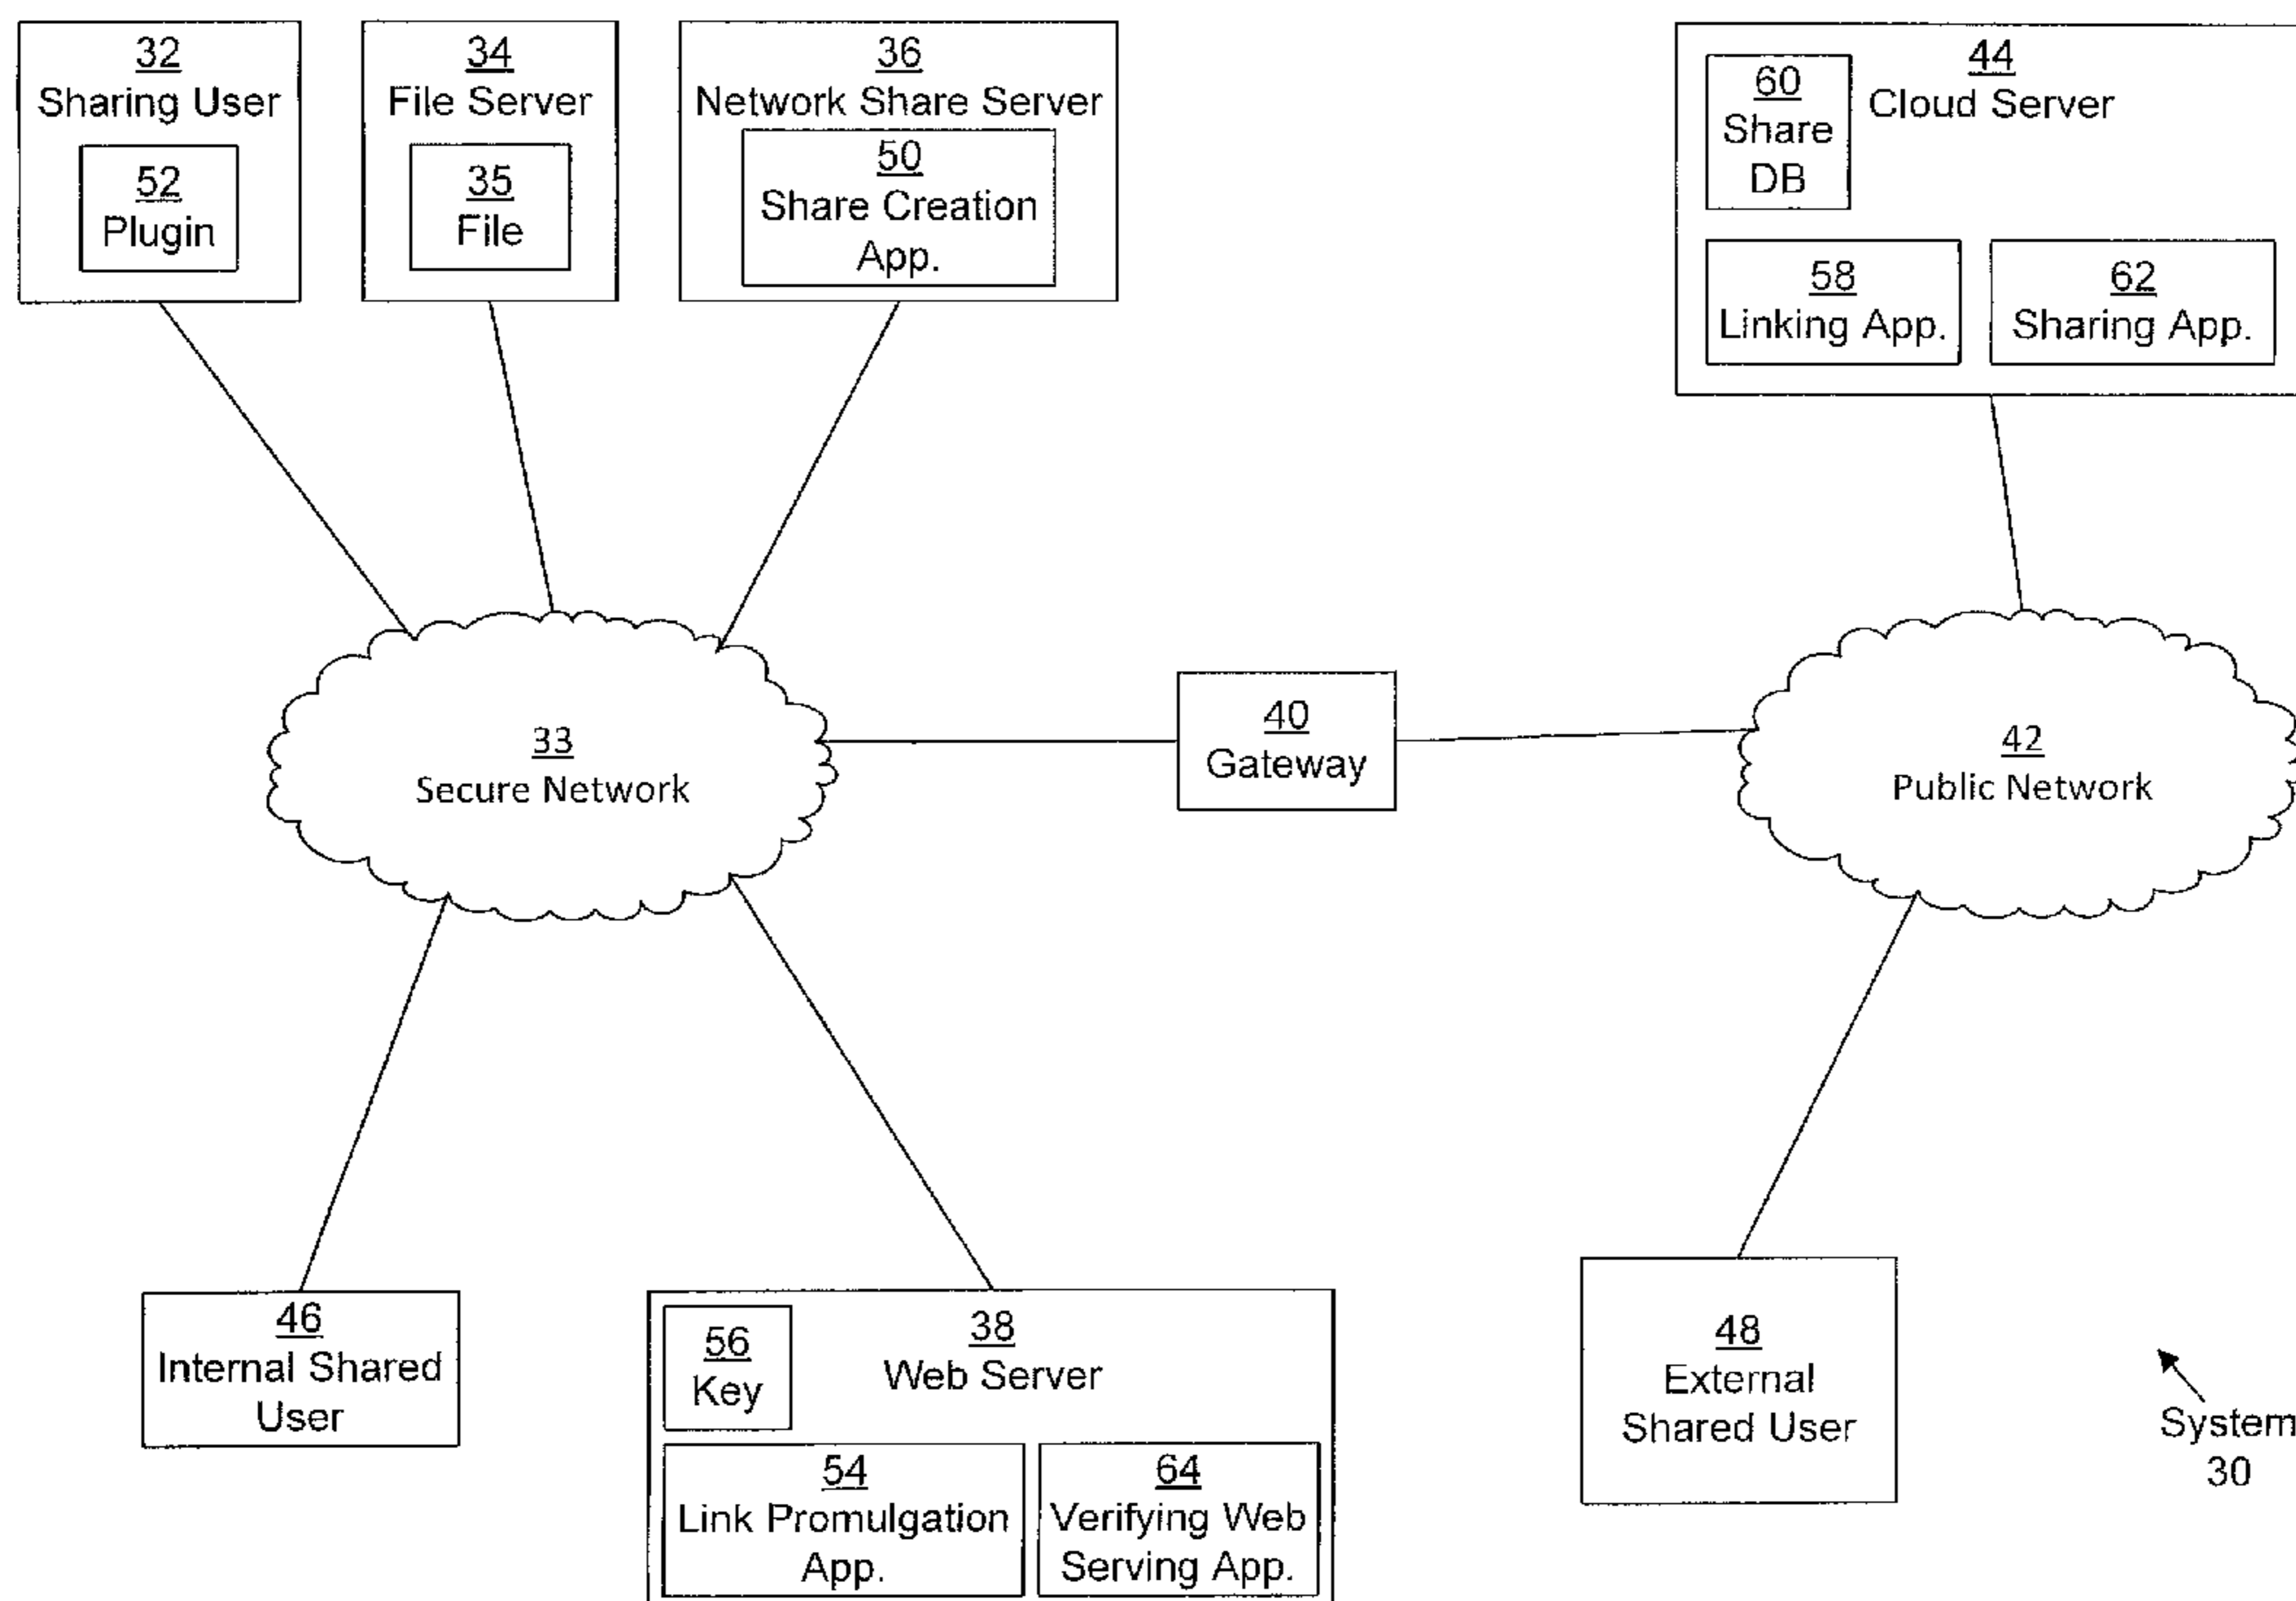 32
Sharing User
52
Plugin
34
File Server
35
File
36
Network Share Server
50
Share Creation
App.
44
Cloud Server
60
Share
DB
58
Linking App.
62
Sharing App.
33
Secure Network
40
Gateway
42
Public Network
46
Internal Shared
User
38
Web Server
56
Key
54
Link Promulgation
App.
64
Verifying Web
Serving App.
48
External
Shared User
System
30